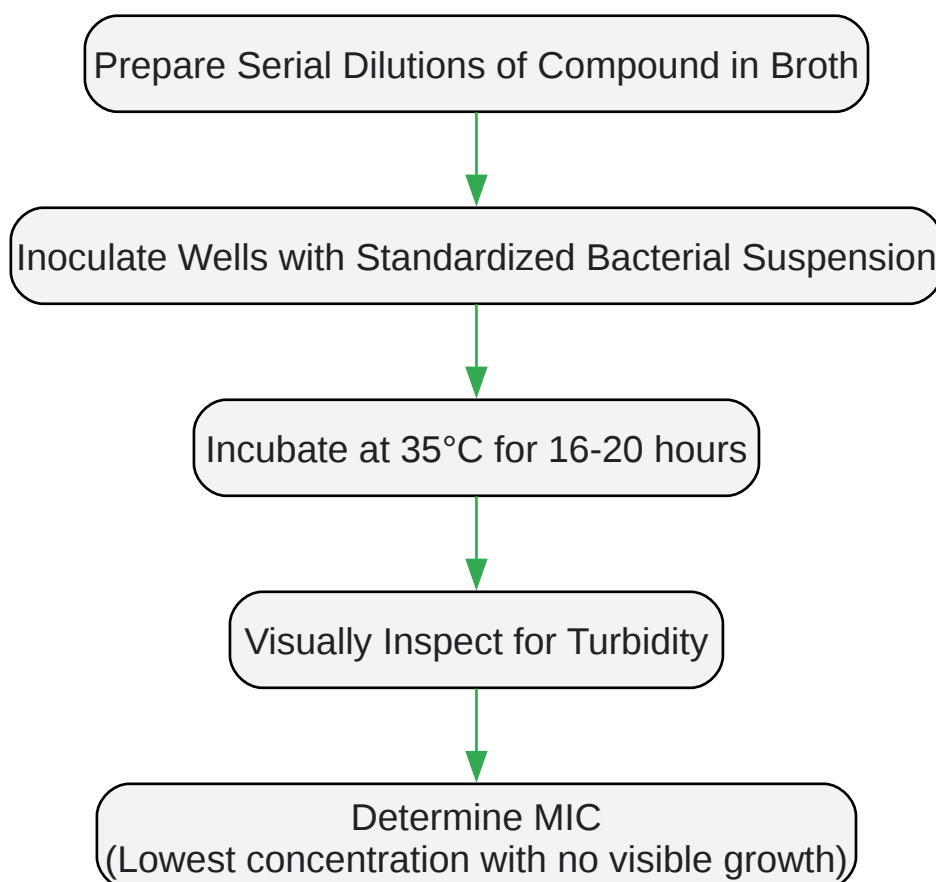 Prepare Serial Dilutions of Compound in Broth
Inoculate Wells with Standardized Bacterial Suspension
Incubate at 35°C for 16-20 hours
Visually Inspect for Turbidity
Determine MIC
(Lowest concentration with no visible growth)